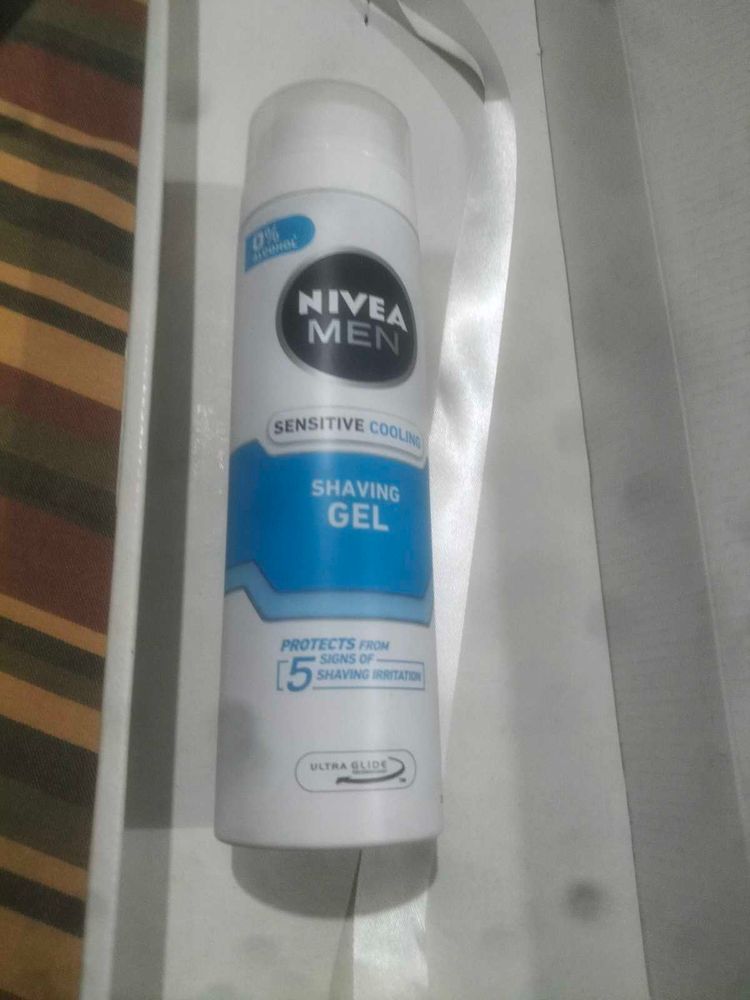 0%
ALCOHOL*
NIVEA
MEN
SENSITIVE COOLING
SHAVING
GEL
PROTECTS FROM
5 SIGNS OF
SHAVING IRRITATION
ULTRA GLIDE